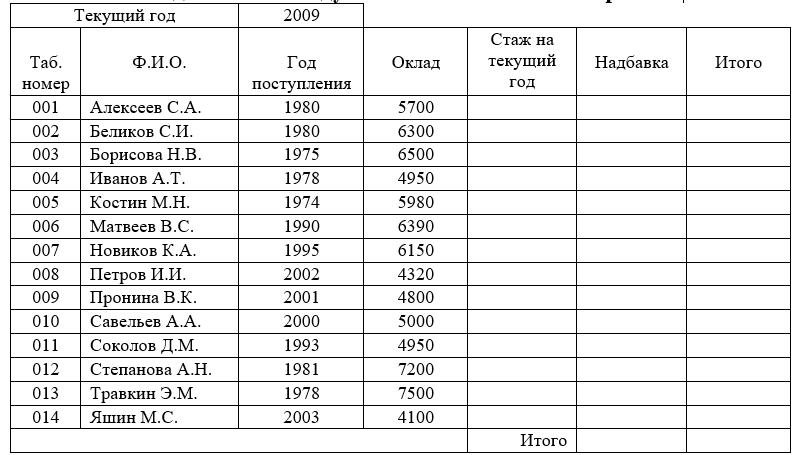 Текущий год 2009
Таб. номер Ф.И.О. Год поступления Оклад Стаж на текущий год Надбавка Итого
001 Алексеев С.А. 1980 5700
002 Беликов С.И. 1980 6300
003 Борисова Н.В. 1975 6500
004 Иванов А.Т. 1978 4950
005 Костин М.Н. 1974 5980
006 Матвеев В.С. 1990 6390
007 Новиков К.А. 1995 6150
008 Петров И.И. 2002 4320
009 Пронина В.К. 2001 4800
010 Савельев А.А. 2000 5000
011 Соколов Д.М. 1993 4950
012 Степанова А.Н. 1981 7200
013 Травкин Э.М. 1978 7500
014 Яшин М.С. 2003 4100
Итого